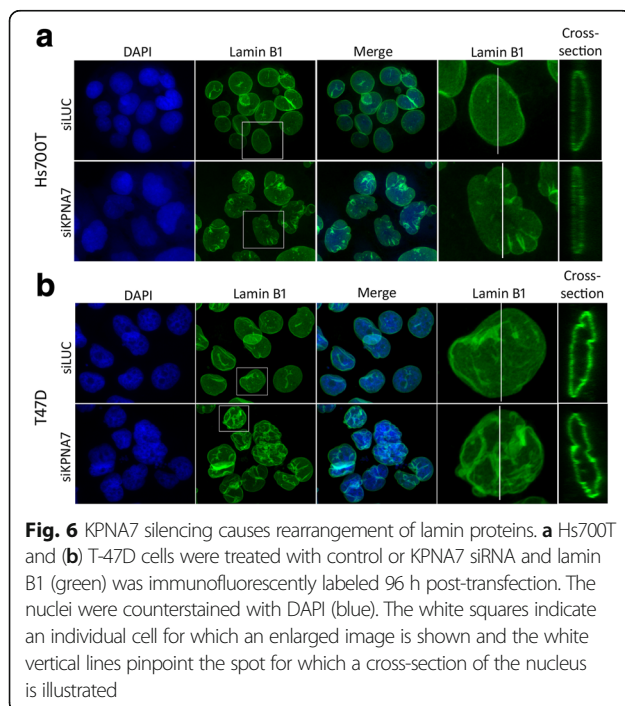 a
DAPI Lamin B1 Merge Lamin B1 Cross-
section
Hs700T
siLUC
siKPNA7
b
DAPI Lamin B1 Merge Lamin B1 Cross-
section
T47D
siLUC
siKPNA7
Fig. 6 KPNA7 silencing causes rearrangement of lamin proteins. a Hs700T
and (b) T-47D cells were treated with control or KPNA7 siRNA and lamin
B1 (green) was immunofluorescently labeled 96 h post-transfection. The
nuclei were counterstained with DAPI (blue). The white squares indicate
an individual cell for which an enlarged image is shown and the white
vertical lines pinpoint the spot for which a cross-section of the nucleus
is illustrated